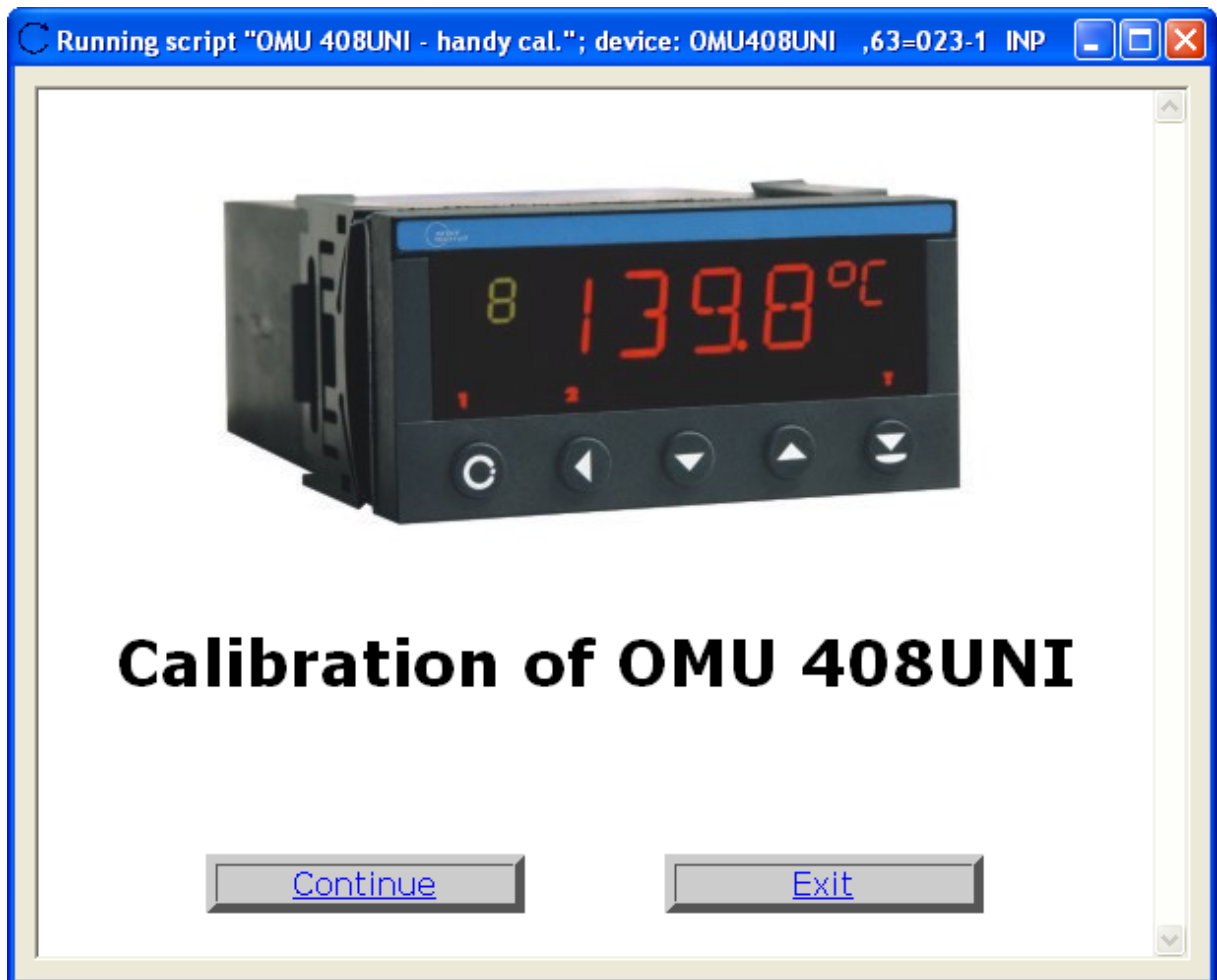 Running script "OMU 408UNI - handy cal."; device: OMU408UNI ,63=023-1 INP
8 139.8°C
1 2 T
Calibration of OMU 408UNI
Continue Exit